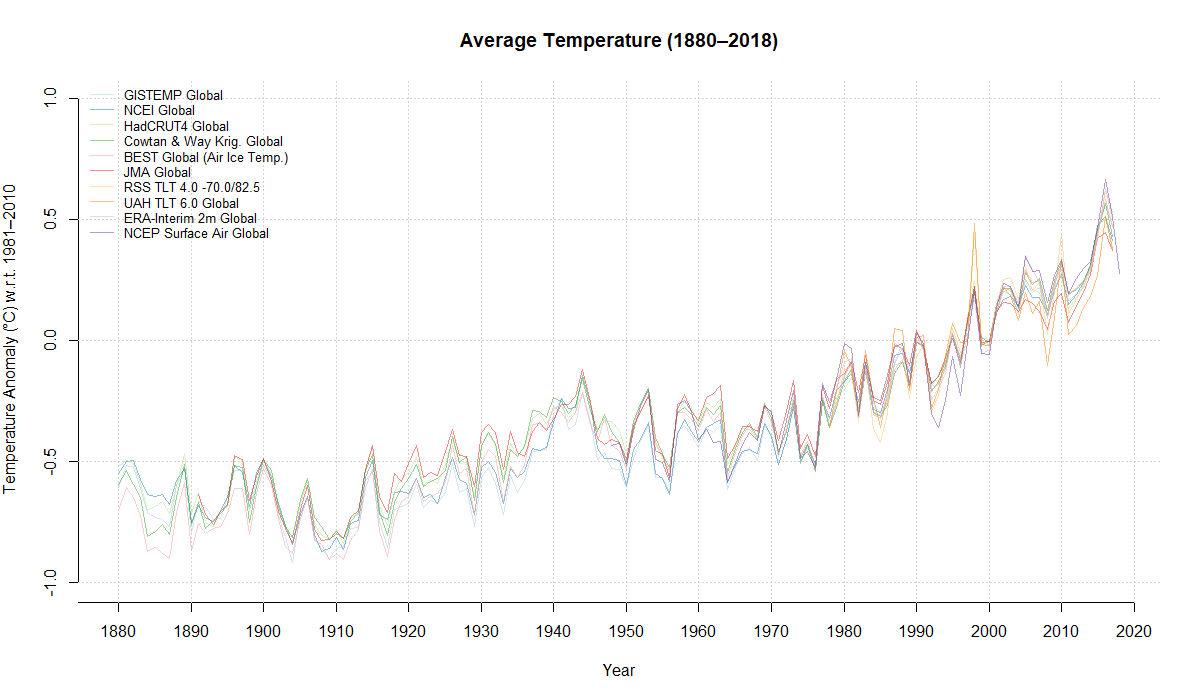 Average Temperature (1880–2018)
GISTEMP Global
NCEI Global
HadCRUT4 Global
Cowtan & Way Krig. Global
BEST Global (Air Ice Temp.)
JMA Global
RSS TLT 4.0 -70.0/82.5
UAH TLT 6.0 Global
ERA-Interim 2m Global
NCEP Surface Air Global
Temperature Anomaly (°C) w.r.t. 1981–2010
1.0
0.5
0.0
-0.5
-1.0
1880 1890 1900 1910 1920 1930 1940 1950 1960 1970 1980 1990 2000 2010 2020
Year